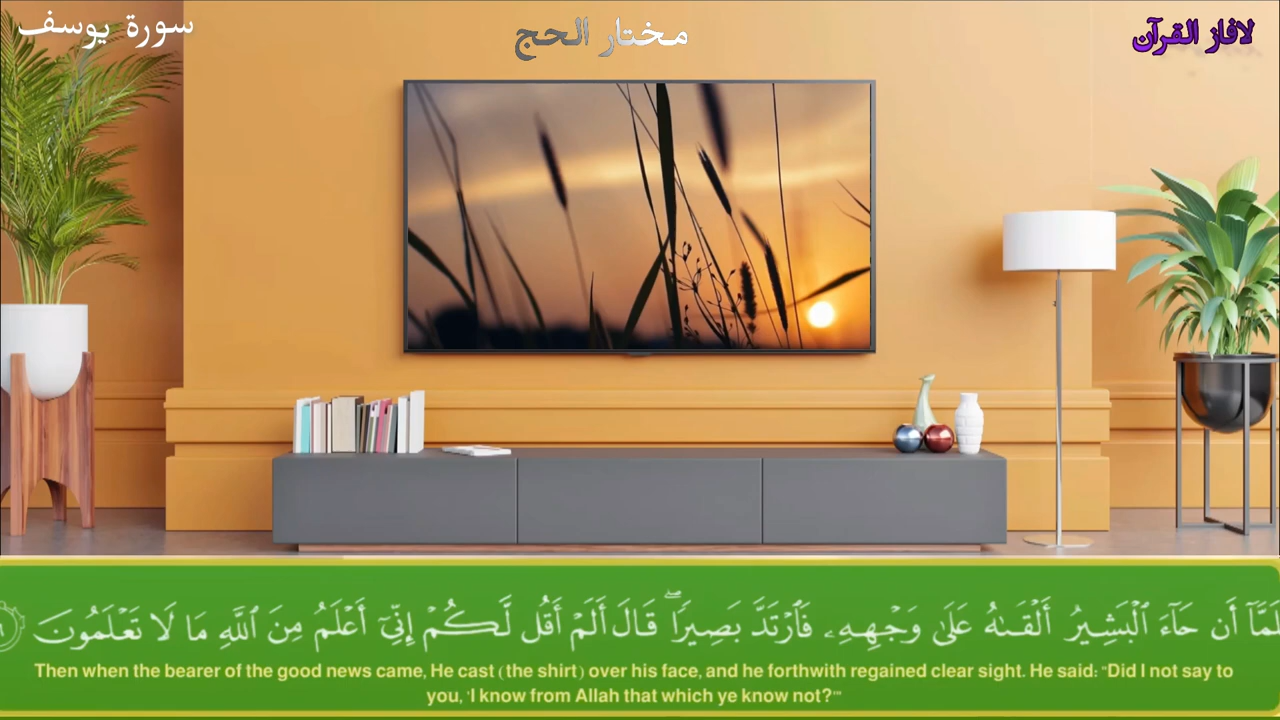 سورة يوسف
مختار الحج
لافاز القرآن
لَمَّآ أَن جَآءَ ٱلْبَشِيرُ أَلْقَىٰهُ عَلَىٰ وَجْهِهِۦ فَٱرْتَدَّ بَصِيرًا ۖ قَالَ أَلَمْ أَقُل لَّكُمْ إِنِّىٓ أَعْلَمُ مِنَ ٱللَّهِ مَا لَا تَعْلَمُونَ
Then when the bearer of the good news came, He cast (the shirt) over his face, and he forthwith regained clear sight. He said: "Did I not say to
you, 'I know from Allah that which ye know not?'"